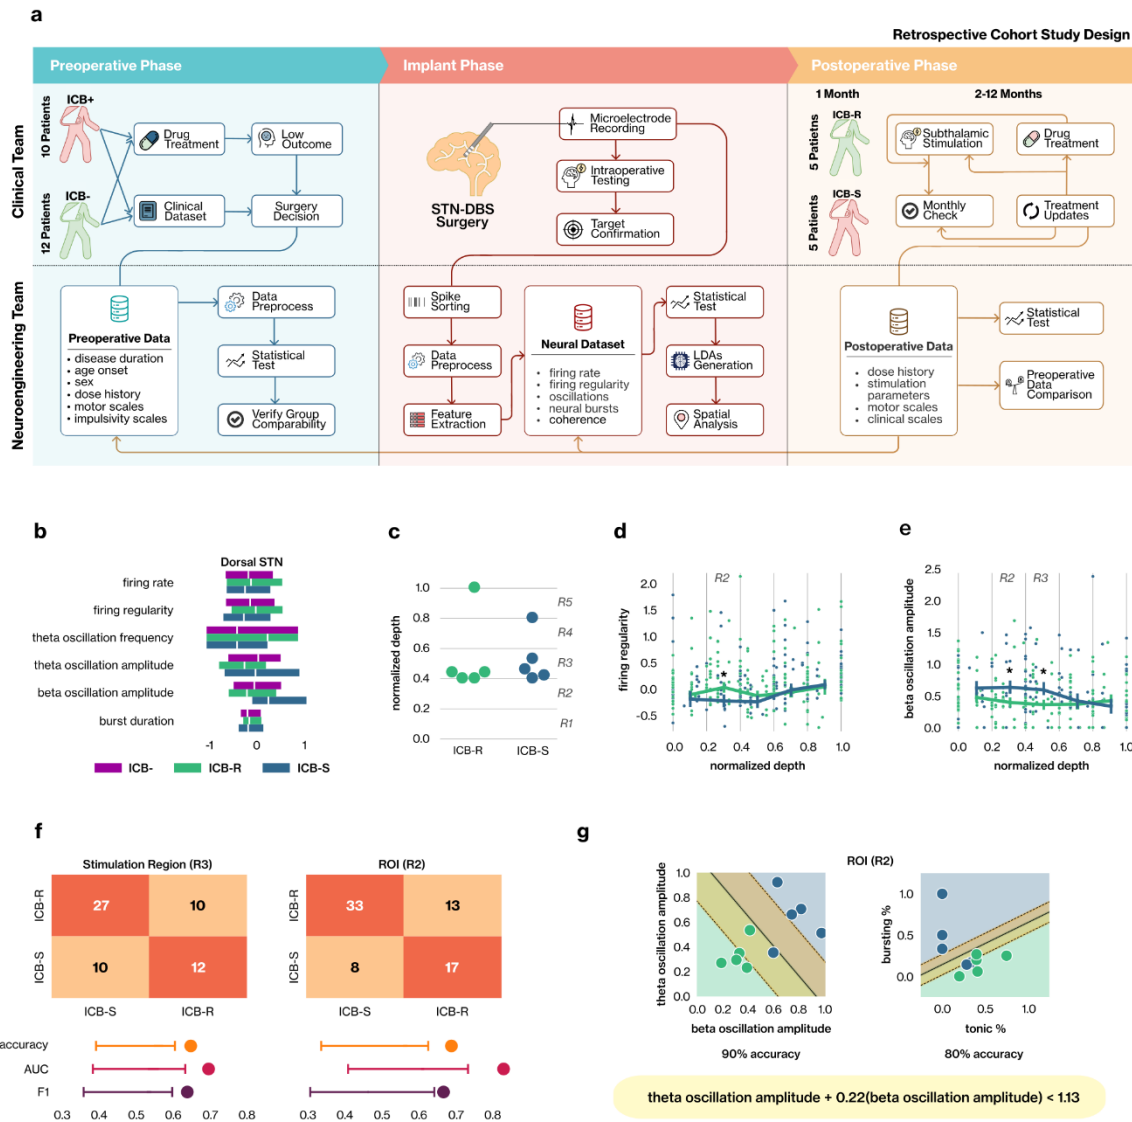 a
Retrospective Cohort Study Design
Preoperative Phase
Implant Phase
Postoperative Phase
Clinical Team
10 Patients
ICB+
12 Patients
ICB-
Drug
Treatment
Low
Outcome
Clinical
Dataset
Surgery
Decision
STN-DBS
Surgery
Microelectrode
Recording
Intraoperative
Testing
Target
Confirmation
1 Month
2-12 Months
5 Patietns
ICB-R
5 Patients
ICB-S
Subthalamic
Stimulation
Drug
Treatment
Monthly
Check
Treatment
Updates
Neuroengineering Team
Preoperative Data
• disease duration
• age onset
• sex
• dose history
• motor scales
• impulsivity scales
Data
Preprocess
Statistical
Test
Verify Group
Comparability
Spike
Sorting
Data
Preprocess
Feature
Extraction
Neural Dataset
• firing rate
• firing regularity
• oscillations
• neural bursts
• coherence
Statistical
Test
LDAs
Generation
Spatial
Analysis
Postoperative Data
• dose history
• stimulation
parameters
• motor scales
• clinical scales
Statistical
Test
Preoperative
Data
Comparison
b
Dorsal STN
firing rate
firing regularity
theta oscillation frequency
theta oscillation amplitude
beta oscillation amplitude
burst duration
-1 0 1
ICB- ICB-R ICB-S
c
normalized depth
1.0
0.8
0.6
0.4
0.2
0.0
R5
R4
R3
R2
R1
ICB-R ICB-S
d
R2
firing regularity
2.0
1.5
1.0
0.5
0.0
-0.5
*
0.0 0.2 0.4 0.6 0.8 1.0
normalized depth
e
R2 R3
beta oscillation amplitude
2.5
2.0
1.5
1.0
0.5
0.0
* *
0.0 0.2 0.4 0.6 0.8 1.0
normalized depth
f
Stimulation Region (R3)
ICB-R
ICB-S
27 10
10 12
ICB-S ICB-R
ROI (R2)
ICB-R
ICB-S
33 13
8 17
ICB-S ICB-R
accuracy
AUC
F1
0.3 0.4 0.5 0.6 0.7 0.8
0.3 0.4 0.5 0.6 0.7 0.8
g
ROI (R2)
theta oscillation amplitude
1.0
0.8
0.6
0.4
0.2
0.0
0.0 0.2 0.4 0.6 0.8 1.0
beta oscillation amplitude
90% accuracy
bursting %
1.0
0.5
0.0
0.0 0.5 1.0
tonic %
80% accuracy
theta oscillation amplitude + 0.22(beta oscillation amplitude) < 1.13